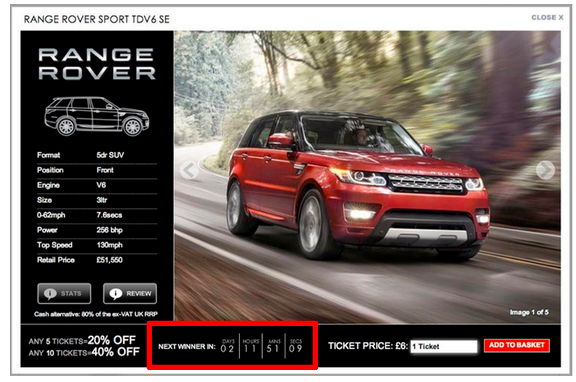 RANGE ROVER SPORT TDV6 SE
CLOSE X
RANGE
ROVER
Format 5dr SUV
Position Front
Engine V6
Size 3ltr
0-62mph 7.6secs
Power 256 bhp
Top Speed 130mph
Retail Price £51,550
i STATS
i REVIEW
Cash alternative: 80% of the ex-VAT UK RRP
RANGE ROVER
Image 1 of 5
ANY 5 TICKETS=20% OFF
ANY 10 TICKETS=40% OFF
NEXT WINNER IN:
DAYS HOURS MINS SECS
02 11 51 09
TICKET PRICE: £6:
1 Ticket
ADD TO BASKET